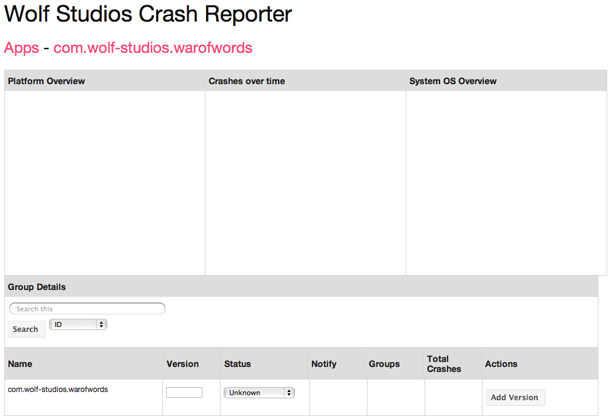 Wolf Studios Crash Reporter
Apps - com.wolf-studios.warofwords
Platform Overview Crashes over time System OS Overview
Group Details
Search this
Search ID
Name Version Status Notify Groups Total Crashes Actions
com.wolf-studios.warofwords Unknown Add Version